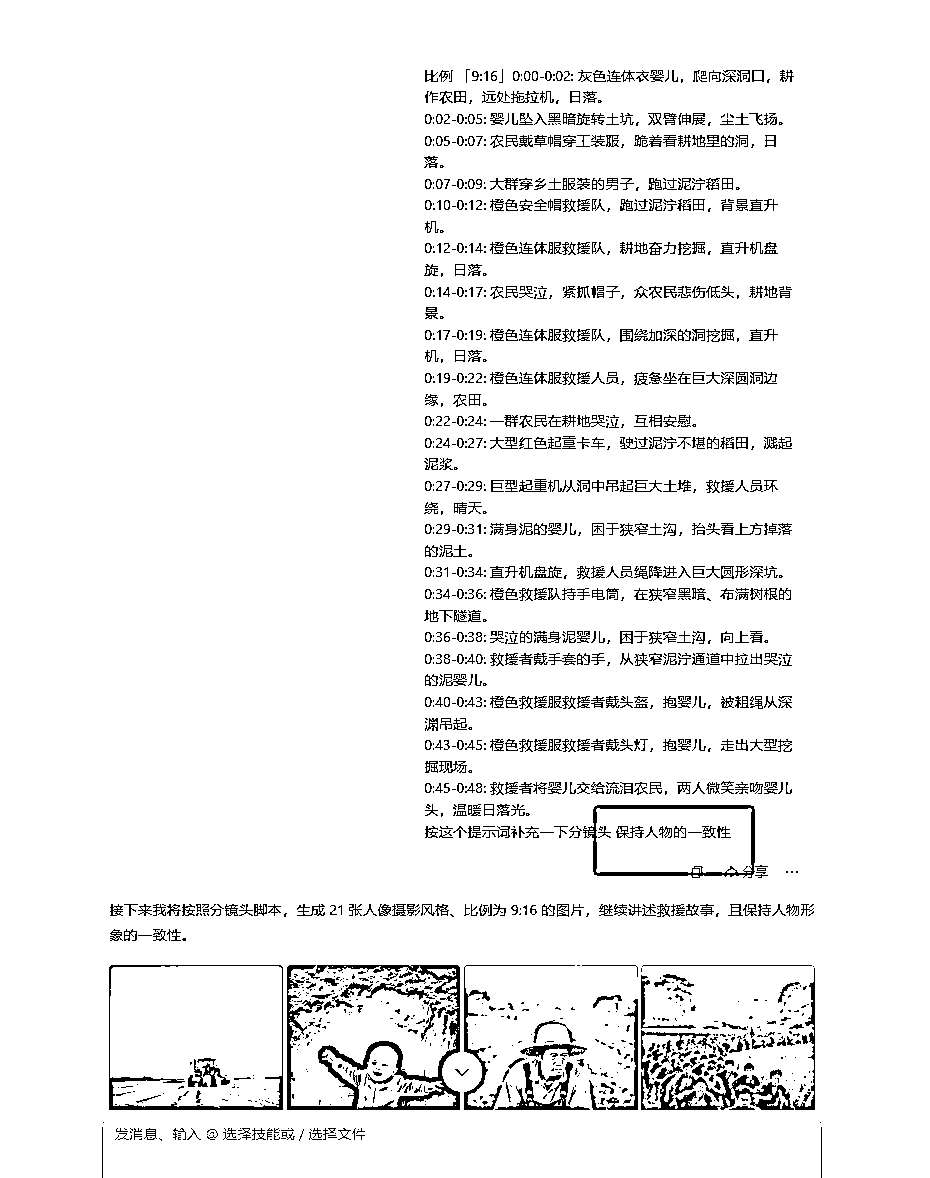 比例 「9:16」0:00-0:02: 灰色连体衣婴儿，爬向深洞口，耕
作农田，远处拖拉机，日落。
0:02-0:05: 婴儿坠入黑暗旋转土坑，双臂伸展，尘土飞扬。
0:05-0:07: 农民戴草帽穿工装服，跪着看耕地里的洞，日
落。
0:07-0:09: 大群穿乡土服装的男子，跑过泥泞稻田。
0:10-0:12: 橙色安全帽救援队，跑过泥泞稻田，背景直升
机。
0:12-0:14: 橙色连体服救援队，耕地奋力挖掘，直升机盘
旋，日落。
0:14-0:17: 农民哭泣，紧抓帽子，众农民悲伤低头，耕地背
景。
0:17-0:19: 橙色连体服救援队，围绕加深的洞挖掘，直升
机，日落。
0:19-0:22: 橙色连体服救援人员，疲惫坐在巨大深圆洞边
缘，农田。
0:22-0:24: 一群农民在耕地哭泣，互相安慰。
0:24-0:27: 大型红色起重卡车，驶过泥泞不堪的稻田，溅起
泥浆。
0:27-0:29: 巨型起重机从洞中吊起巨大土堆，救援人员环
绕，晴天。
0:29-0:31: 满身泥的婴儿，困于狭窄土沟，抬头看上方掉落
的泥土。
0:31-0:34: 直升机盘旋，救援人员绳降进入巨大圆形深坑。
0:34-0:36: 橙色救援队持手电筒，在狭窄黑暗、布满树根的
地下隧道。
0:36-0:38: 哭泣的满身泥婴儿，困于狭窄土沟，向上看。
0:38-0:40: 救援者戴手套的手，从狭窄泥泞通道中拉出哭泣
的泥婴儿。
0:40-0:43: 橙色救援服救援者戴头盔，抱婴儿，被粗绳从深
渊吊起。
0:43-0:45: 橙色救援服救援者戴头灯，抱婴儿，走出大型挖
掘现场。
0:45-0:48: 救援者将婴儿交给流泪农民，两人微笑亲吻婴儿
头，温暖日落光。
按这个提示词补充一下分镜头 保持人物的一致性
分享 ···
接下来我将按照分镜头脚本，生成 21 张人像摄影风格、比例为 9:16 的图片，继续讲述救援故事，且保持人物形
象的一致性。
发消息、输入 @ 选择技能或 / 选择文件